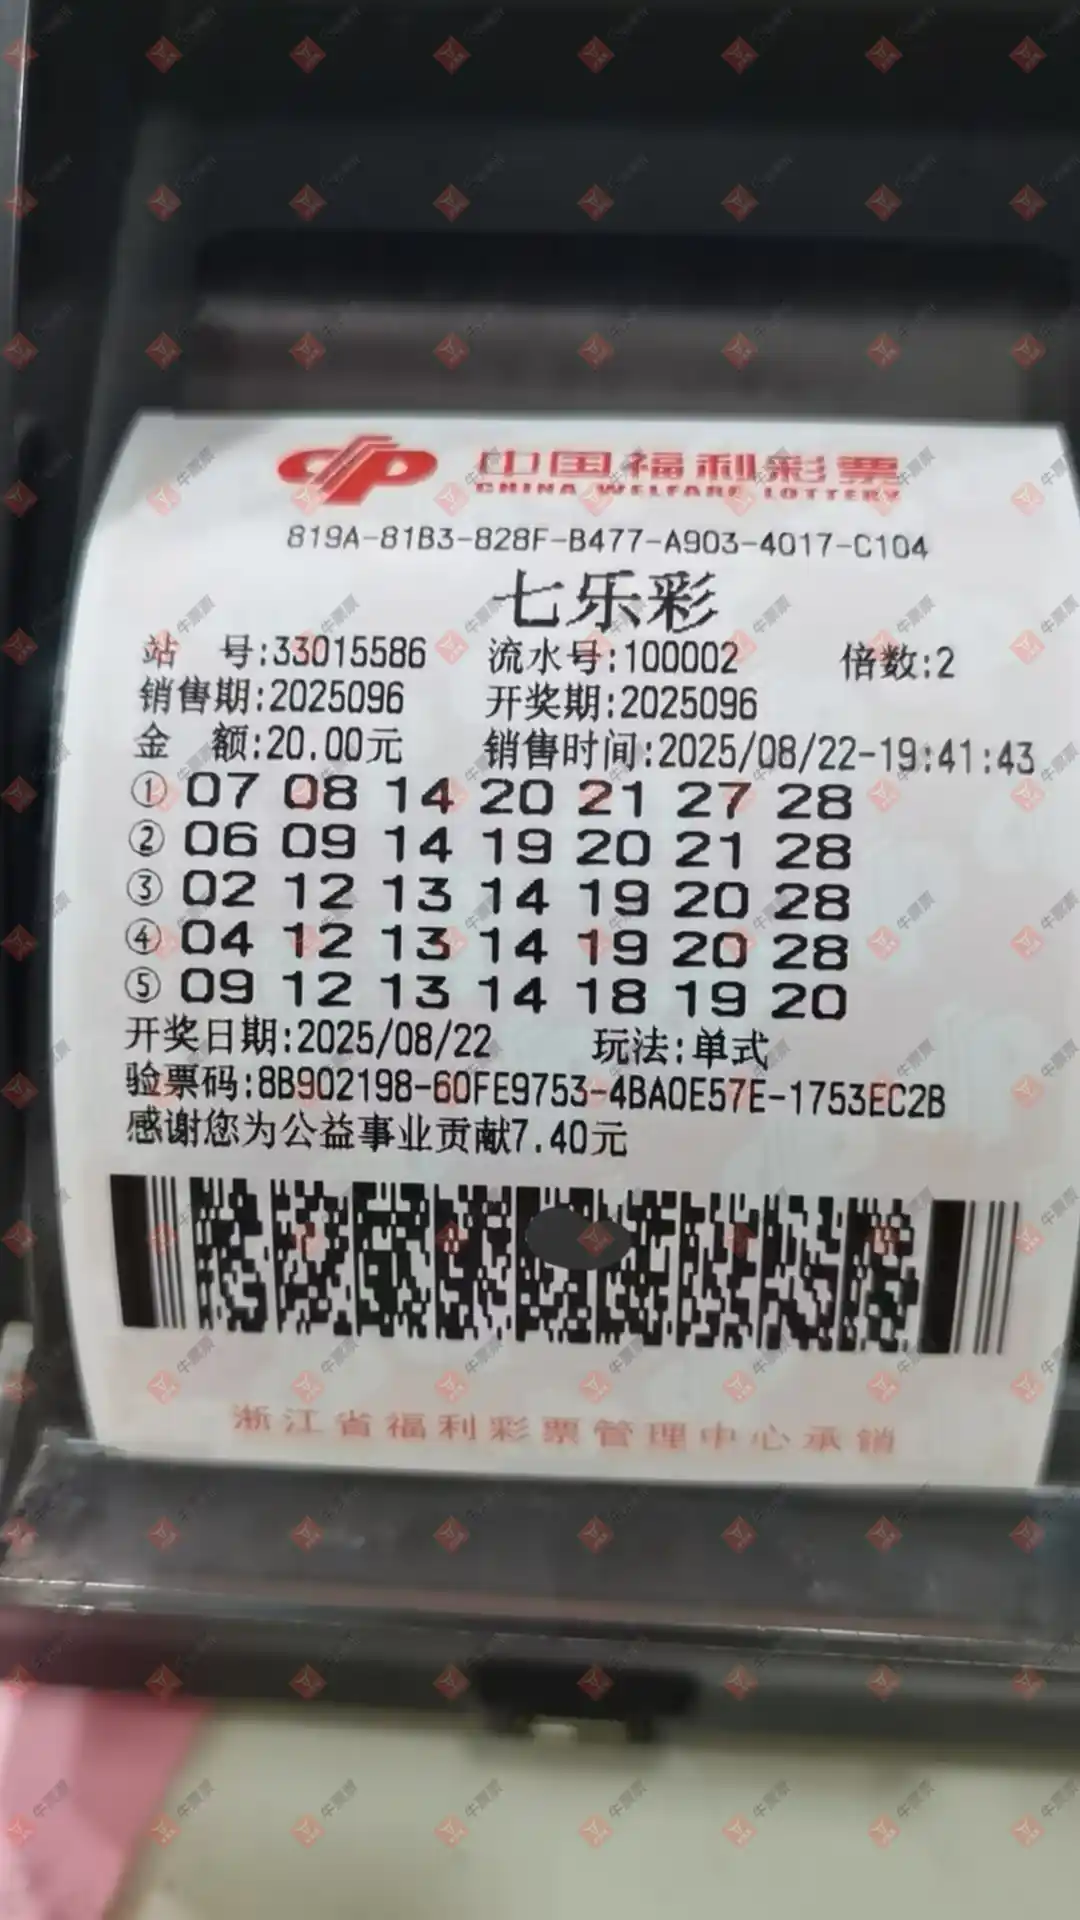 中国福利彩票
CHINA WELFARE LOTTERY
819A-81B3-828F-B477-A903-4017-C104
七乐彩
站 号:33015586 流水号:100002 倍数:2
销售期:2025096 开奖期:2025096
金 额:20.00元 销售时间:2025/08/22-19:41:43
① 07 08 14 20 21 27 28
② 06 09 14 19 20 21 28
③ 02 12 13 14 19 20 28
④ 04 12 13 14 19 20 28
⑤ 09 12 13 14 18 19 20
开奖日期:2025/08/22 玩法:单式
验票码:8B902198-60FE9753-4BA0E57E-1753EC2B
感谢您为公益事业贡献7.40元
浙江省福利彩票管理中心承销
牛票票